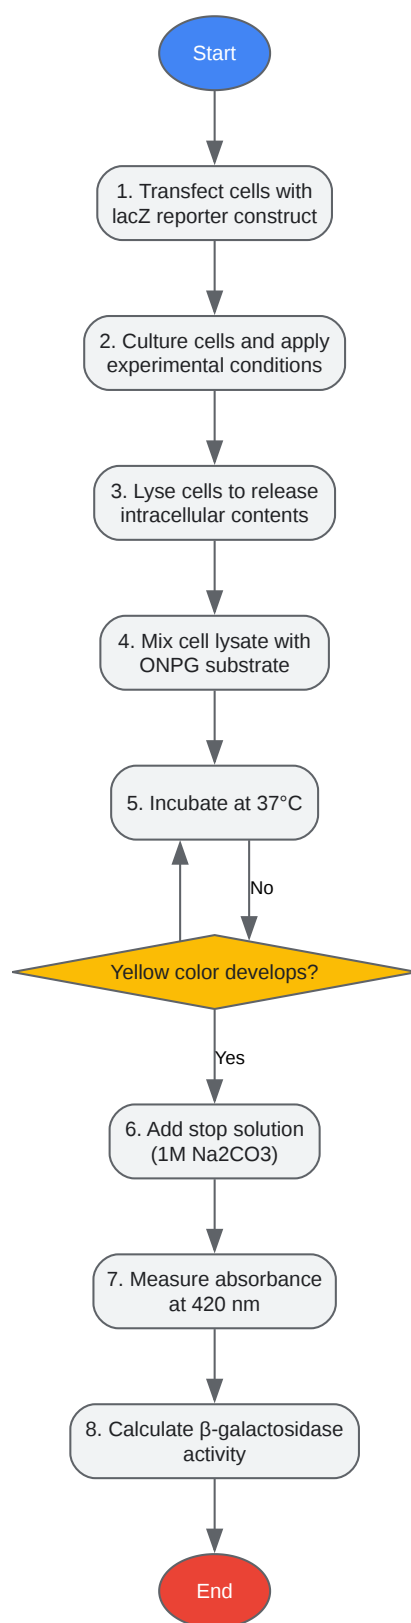 Start
1. Transfect cells with
lacZ reporter construct
2. Culture cells and apply
experimental conditions
3. Lyse cells to release
intracellular contents
4. Mix cell lysate with
ONPG substrate
5. Incubate at 37°C
No
Yellow color develops?
Yes
6. Add stop solution
(1M Na2CO3)
7. Measure absorbance
at 420 nm
8. Calculate β-galactosidase
activity
End